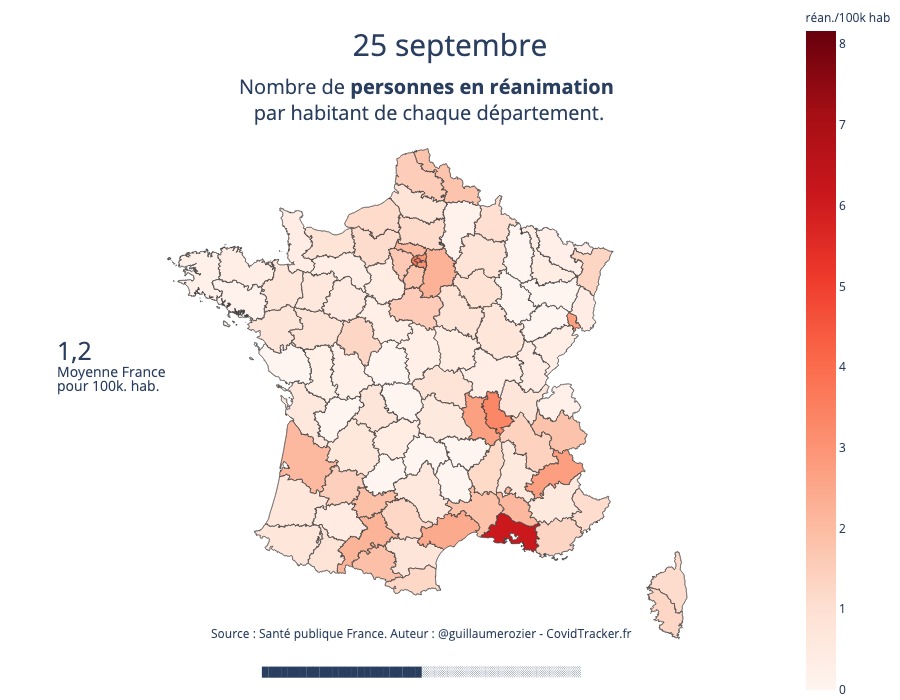 réan./100k hab
25 septembre
Nombre de personnes en réanimation
par habitant de chaque département.
8
7
6
5
4
3
2
1
0
1,2
Moyenne France
pour 100k. hab.
Source : Santé publique France. Auteur : @guillaumerozier - CovidTracker.fr